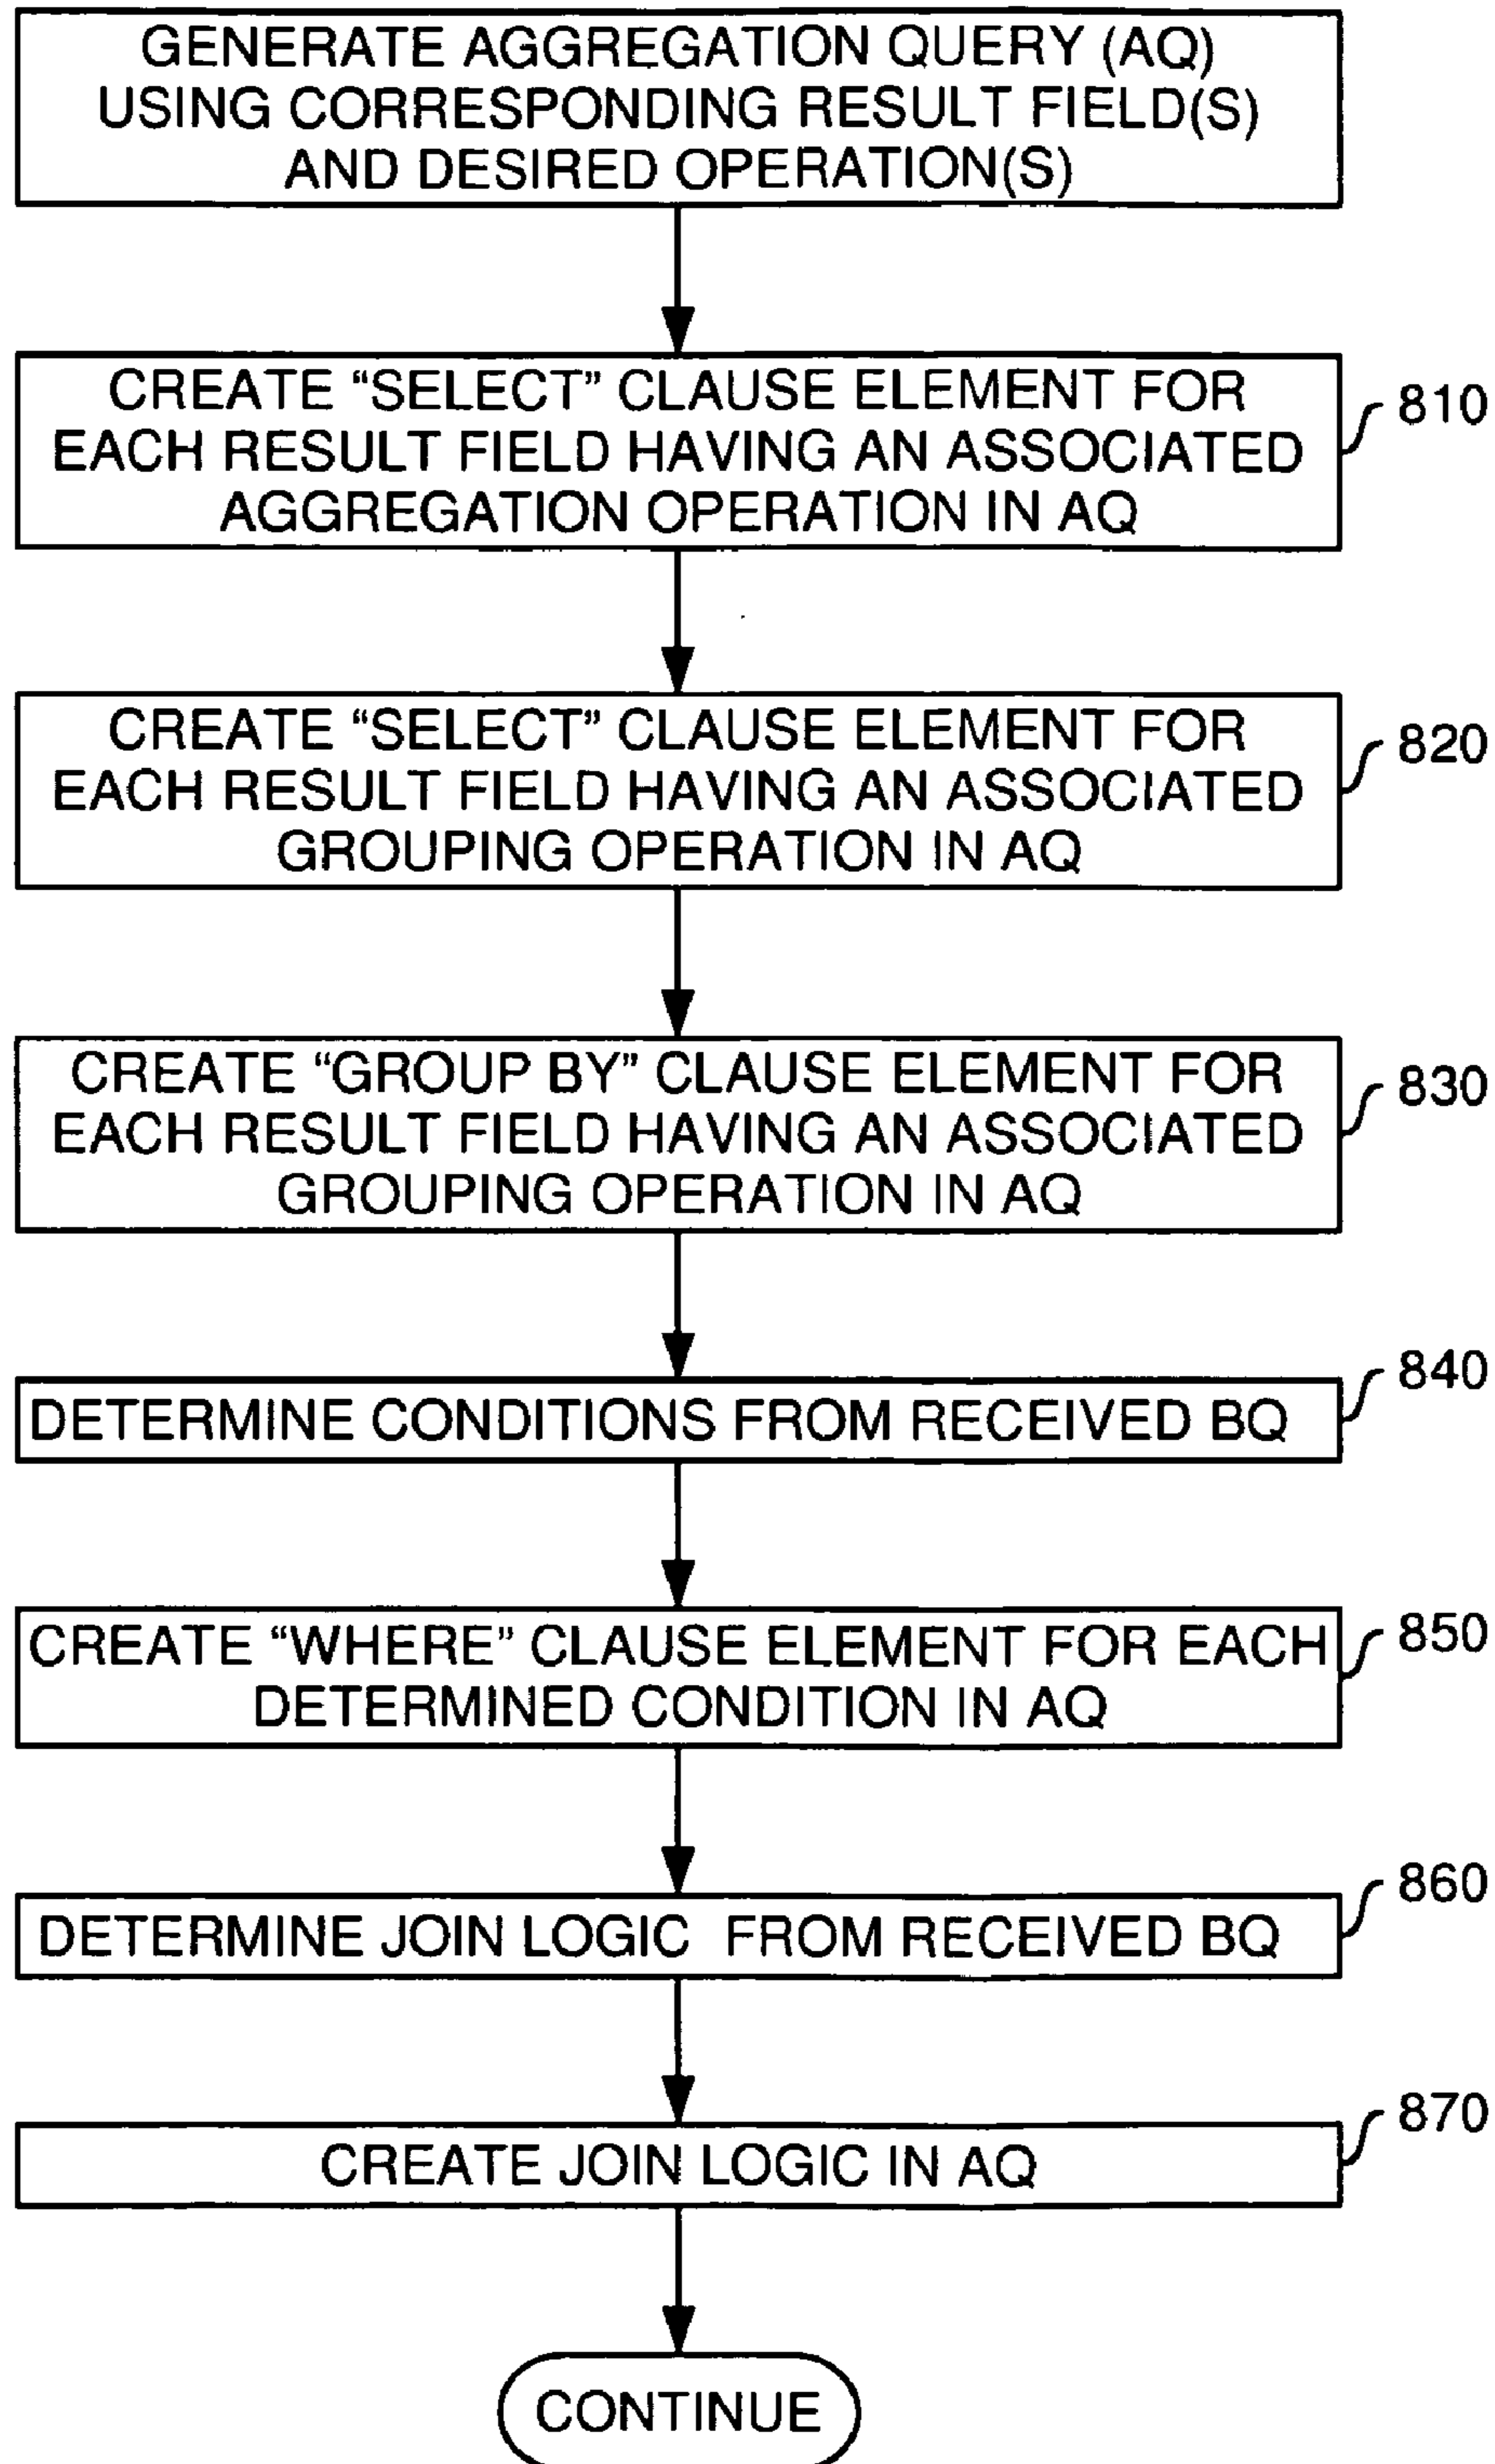 GENERATE AGGREGATION QUERY (AQ)
USING CORRESPONDING RESULT FIELD(S)
AND DESIRED OPERATION(S)
CREATE “SELECT” CLAUSE ELEMENT FOR
EACH RESULT FIELD HAVING AN ASSOCIATED
AGGREGATION OPERATION IN AQ
810
CREATE “SELECT” CLAUSE ELEMENT FOR
EACH RESULT FIELD HAVING AN ASSOCIATED
GROUPING OPERATION IN AQ
820
CREATE “GROUP BY” CLAUSE ELEMENT FOR
EACH RESULT FIELD HAVING AN ASSOCIATED
GROUPING OPERATION IN AQ
830
DETERMINE CONDITIONS FROM RECEIVED BQ
840
CREATE “WHERE” CLAUSE ELEMENT FOR EACH
DETERMINED CONDITION IN AQ
850
DETERMINE JOIN LOGIC FROM RECEIVED BQ
860
CREATE JOIN LOGIC IN AQ
870
CONTINUE